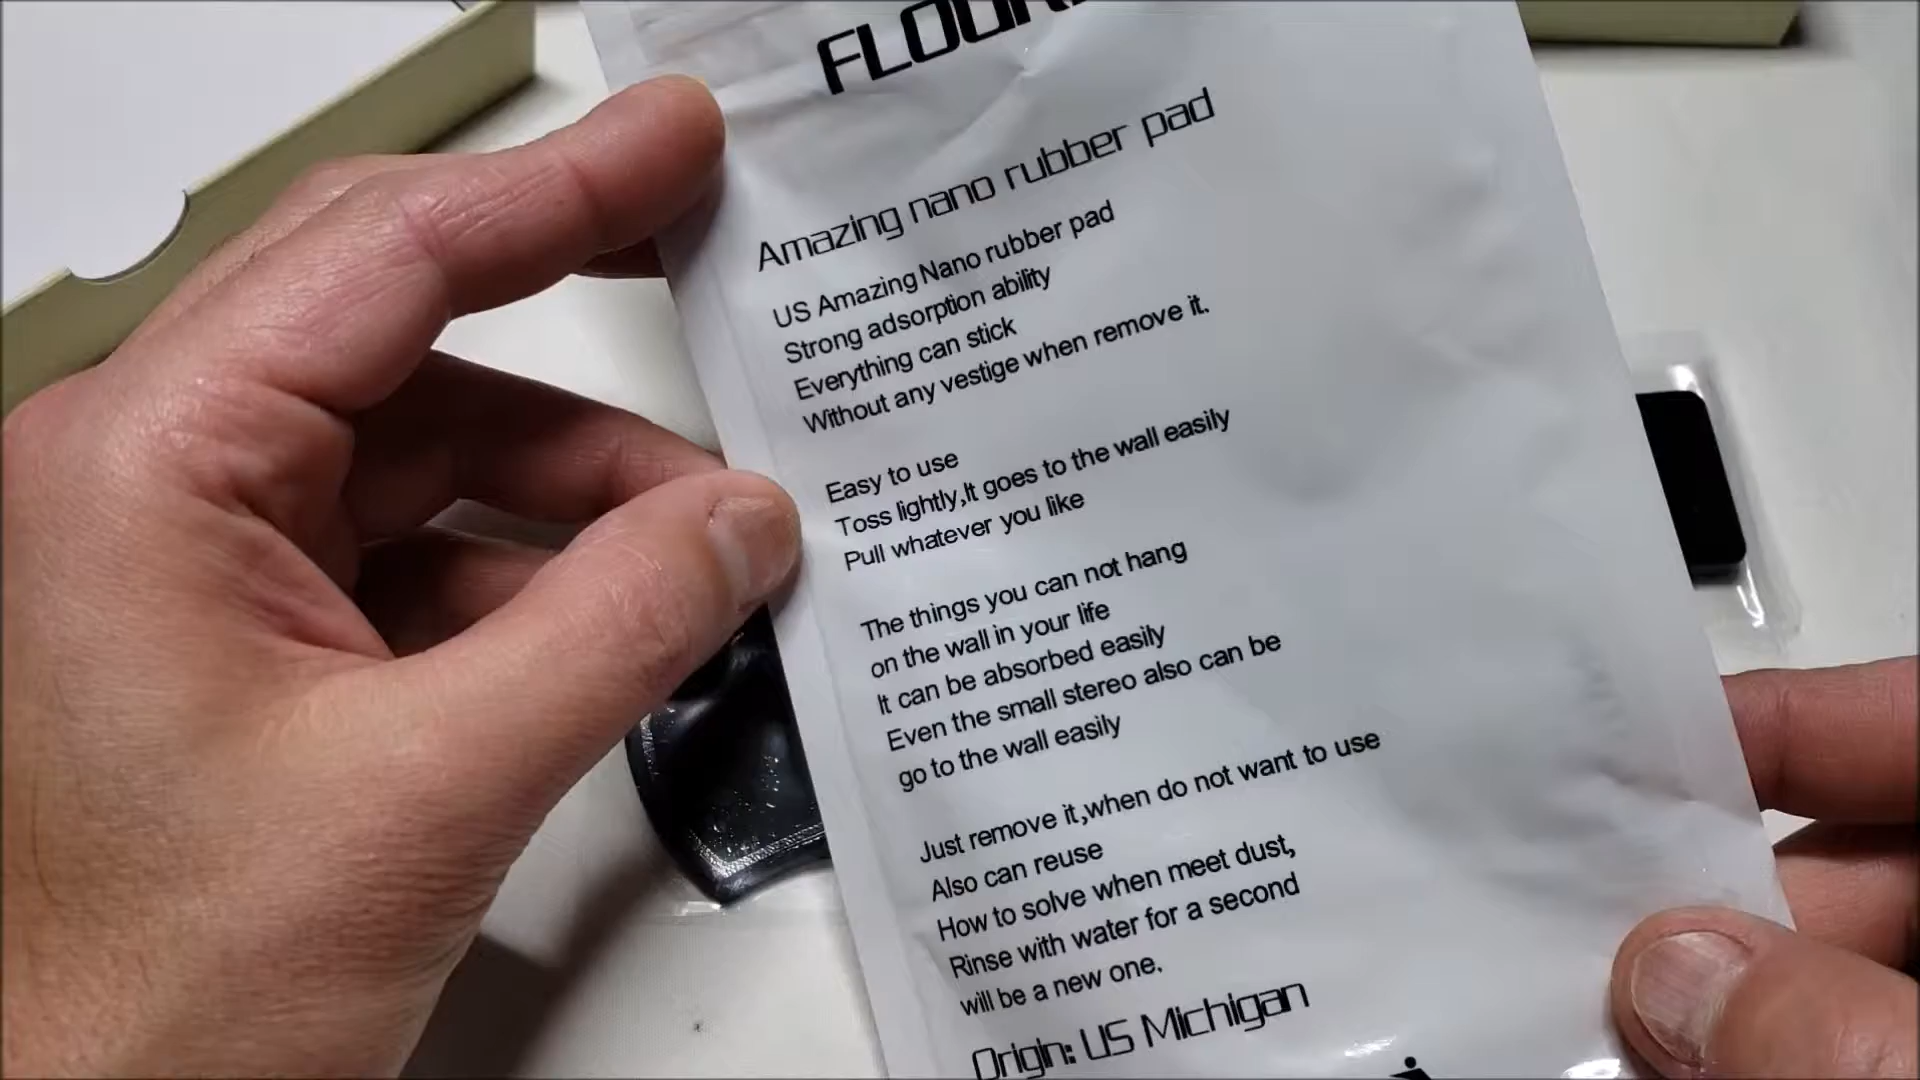 Amazing nano rubber pad
US Amazing Nano rubber pad
Strong adsorption ability
Everything can stick
Without any vestige when remove it.
Easy to use
Toss lightly,It goes to the wall easily
Pull whatever you like
The things you can not hang
on the wall in your life
It can be absorbed easily
Even the small stereo also can be
go to the wall easily
Just remove it,when do not want to use
Also can reuse
How to solve when meet dust,
Rinse with water for a second
will be a new one.
Origin: US Michigan